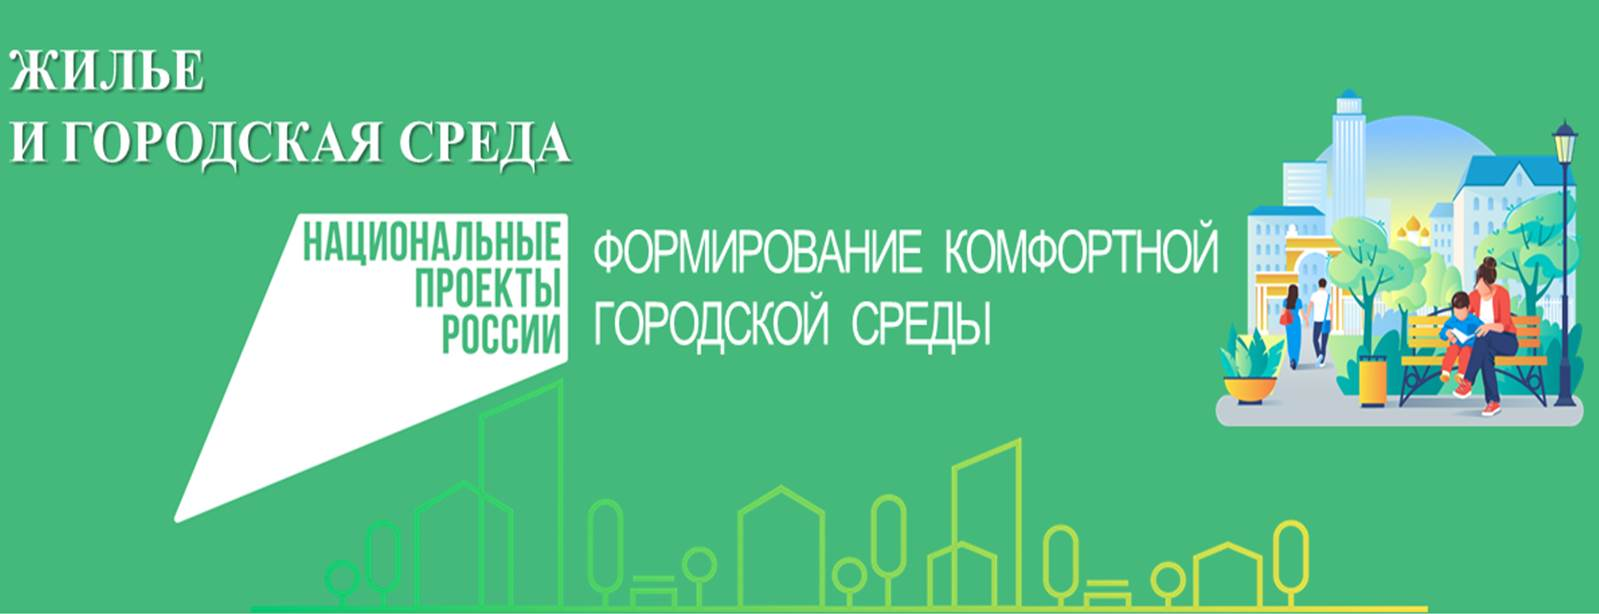 ЖИЛЬЕ
И ГОРОДСКАЯ СРЕДА
НАЦИОНАЛЬНЫЕ
ПРОЕКТЫ
РОССИИ
ФОРМИРОВАНИЕ КОМФОРТНОЙ
ГОРОДСКОЙ СРЕДЫ